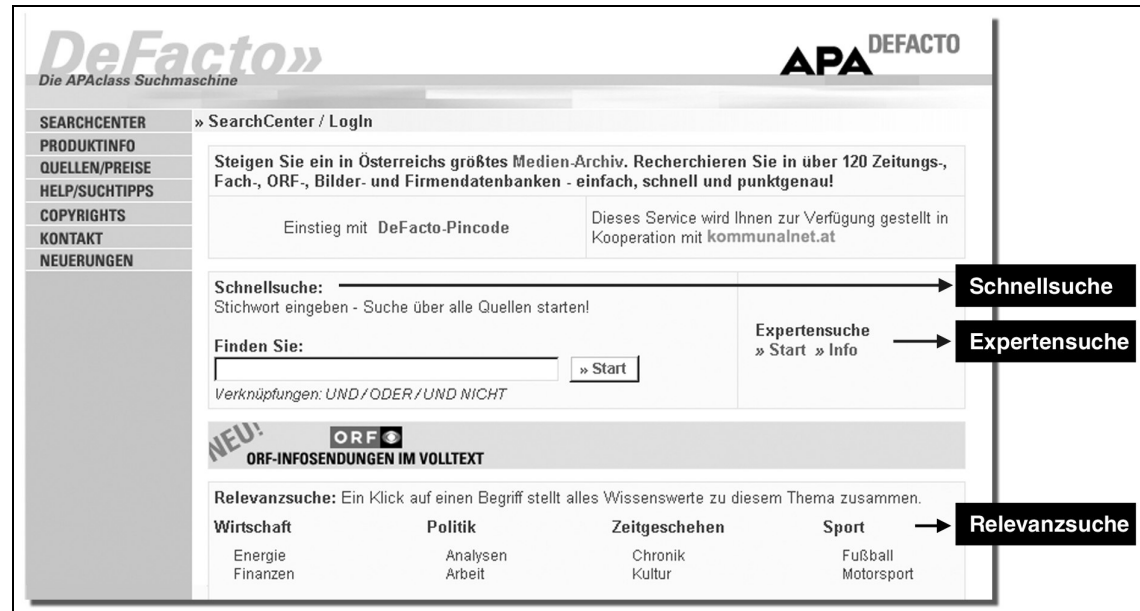 DeFacto»
Die APAclass Suchmaschine
APA DEFACTO
SEARCHCENTER
PRODUKTINFO
QUELLEN/PREISE
HELP/SUCHTIPPS
COPYRIGHTS
KONTAKT
NEUERUNGEN
» SearchCenter / LogIn
Steigen Sie ein in Österreichs größtes Medien-Archiv. Recherchieren Sie in über 120 Zeitungs-,
Fach-, ORF-, Bilder- und Firmendatenbanken - einfach, schnell und punktgenau!
Einstieg mit DeFacto-Pincode
Dieses Service wird Ihnen zur Verfügung gestellt in
Kooperation mit kommunalnet.at
Schnellsuche:
Stichwort eingeben - Suche über alle Quellen starten!
Finden Sie:
» Start
Verknüpfungen: UND / ODER / UND NICHT
Expertensuche
» Start » Info
Schnellsuche
Expertensuche
NEU!
ORF
ORF-INFOSENDUNGEN IM VOLLTEXT
Relevanzsuche: Ein Klick auf einen Begriff stellt alles Wissenswerte zu diesem Thema zusammen.
Wirtschaft Politik Zeitgeschehen Sport
Relevanzsuche
Energie Analysen Chronik Fußball
Finanzen Arbeit Kultur Motorsport